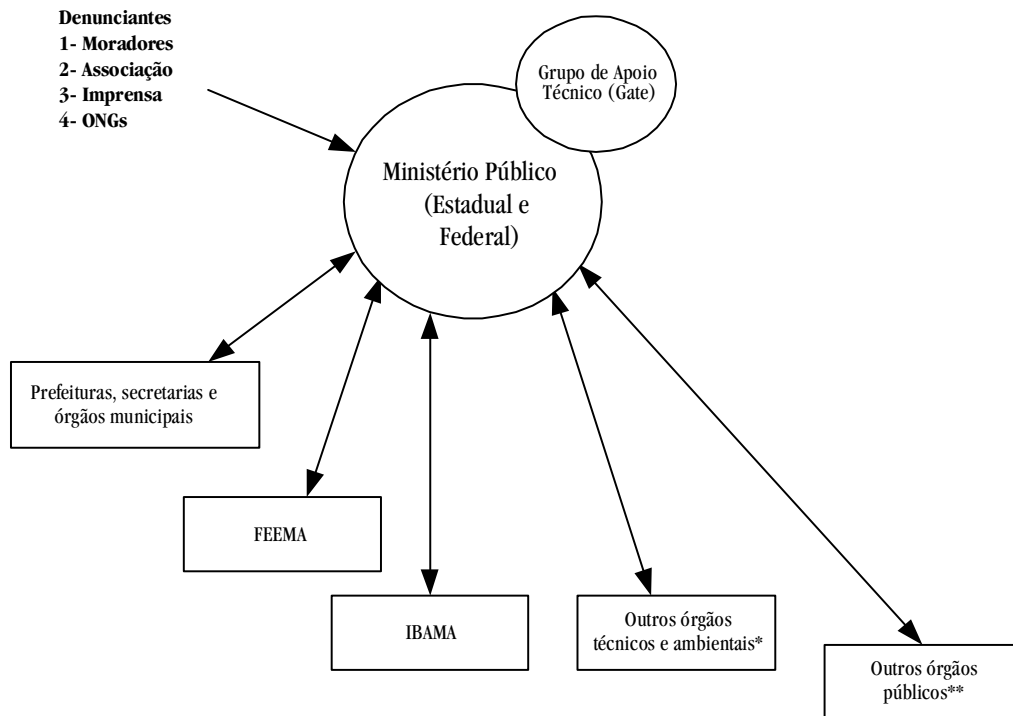 Denunciantes
1- Moradores
2- Associação
3- Imprensa
4- ONGs
Grupo de Apoio
Técnico (Gate)
Ministério Público
(Estadual e
Federal)
Prefeituras, secretarias e
órgãos municipais
FEEMA
IBAMA
Outros órgãos
técnicos e ambientais*
Outros órgãos
públicos**